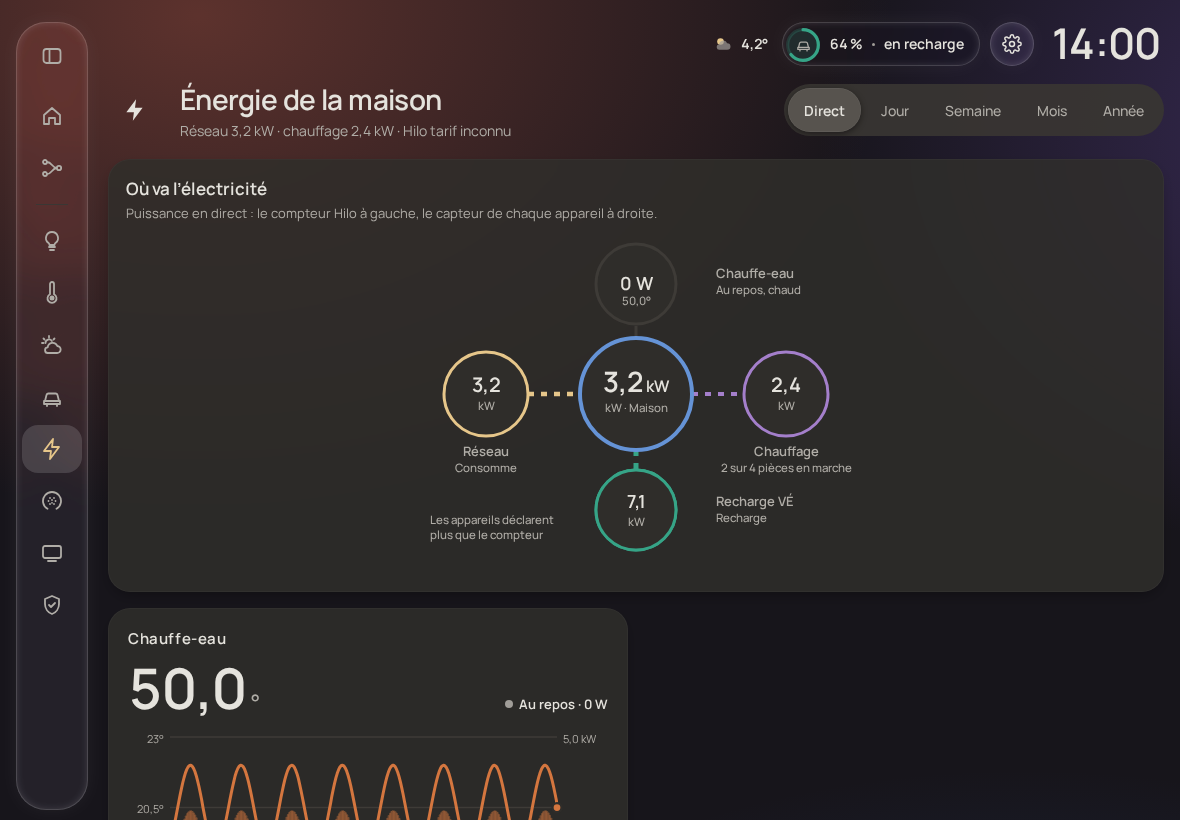 4,2°
64 % · en recharge
14:00
Énergie de la maison
Réseau 3,2 kW · chauffage 2,4 kW · Hilo tarif inconnu
Direct
Jour
Semaine
Mois
Année
Où va l'électricité
Puissance en direct : le compteur Hilo à gauche, le capteur de chaque appareil à droite.
0 W
50,0°
Chauffe-eau
Au repos, chaud
3,2
kW
3,2 kW
kW · Maison
2,4
kW
Réseau
Consomme
Chauffage
2 sur 4 pièces en marche
7,1
kW
Recharge VÉ
Recharge
Les appareils déclarent
plus que le compteur
Chauffe-eau
50,0°
Au repos · 0 W
23°
5,0 kW
20,5°